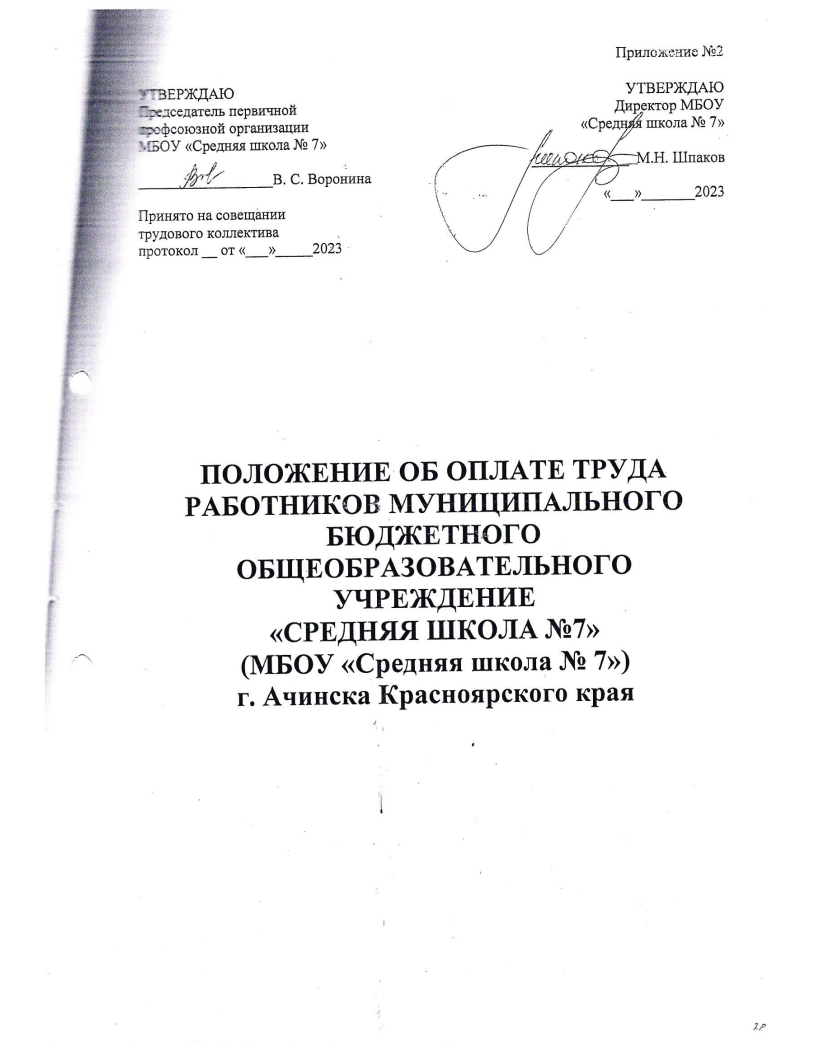 Приложение №2
УТВЕРЖДАЮ
Председатель первичной
профсоюзной организации
МБОУ «Средняя школа № 7»
__________________В. С. Воронина
Принято на совещании
трудового коллектива
протокол __ от «___»_____2023
УТВЕРЖДАЮ
Директор МБОУ
«Средняя школа № 7»
______________М.Н. Шпаков
«___»_______2023
ПОЛОЖЕНИЕ ОБ ОПЛАТЕ ТРУДА
РАБОТНИКОВ МУНИЦИПАЛЬНОГО
БЮДЖЕТНОГО
ОБЩЕОБРАЗОВАТЕЛЬНОГО
УЧРЕЖДЕНИЕ
«СРЕДНЯЯ ШКОЛА №7»
(МБОУ «Средняя школа № 7»)
г. Ачинска Красноярского края